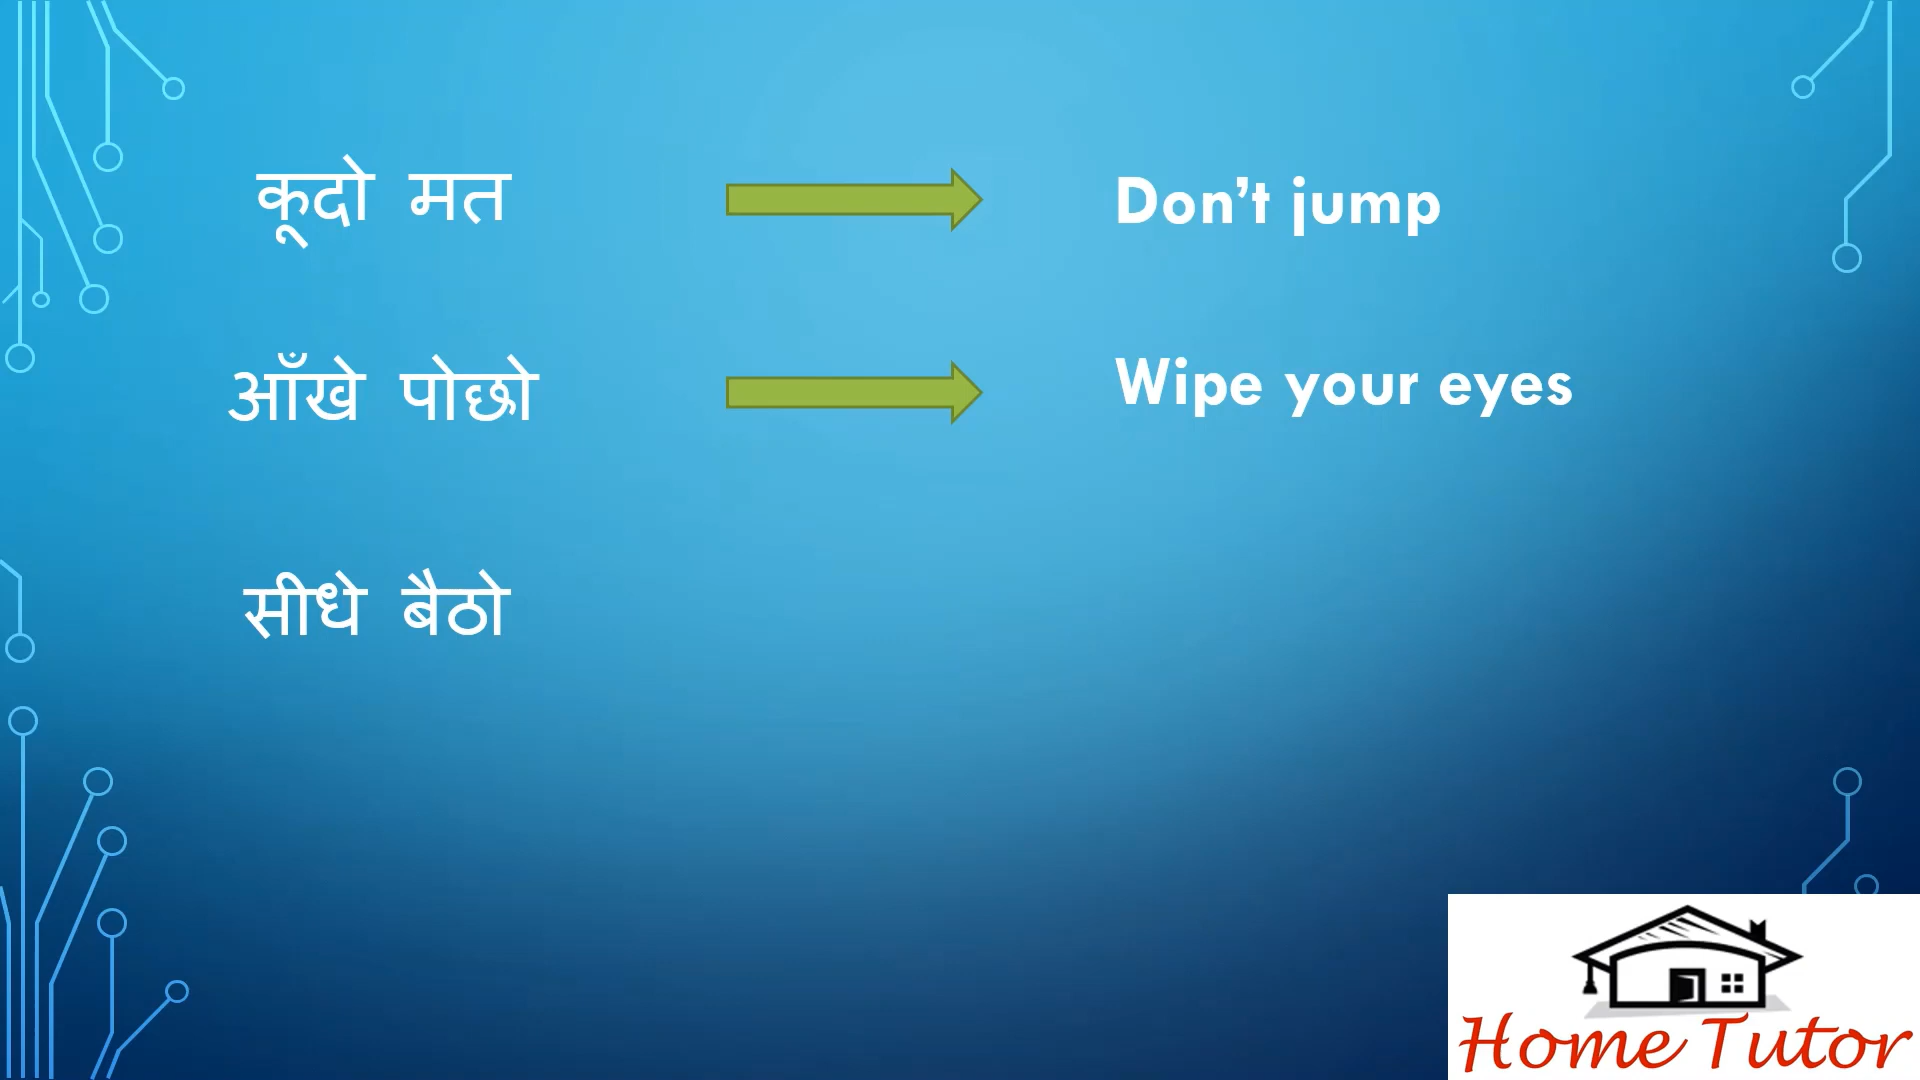 कूदो मत
Don’t jump
आँखे पोछो
Wipe your eyes
सीधे बैठो
Home Tutor